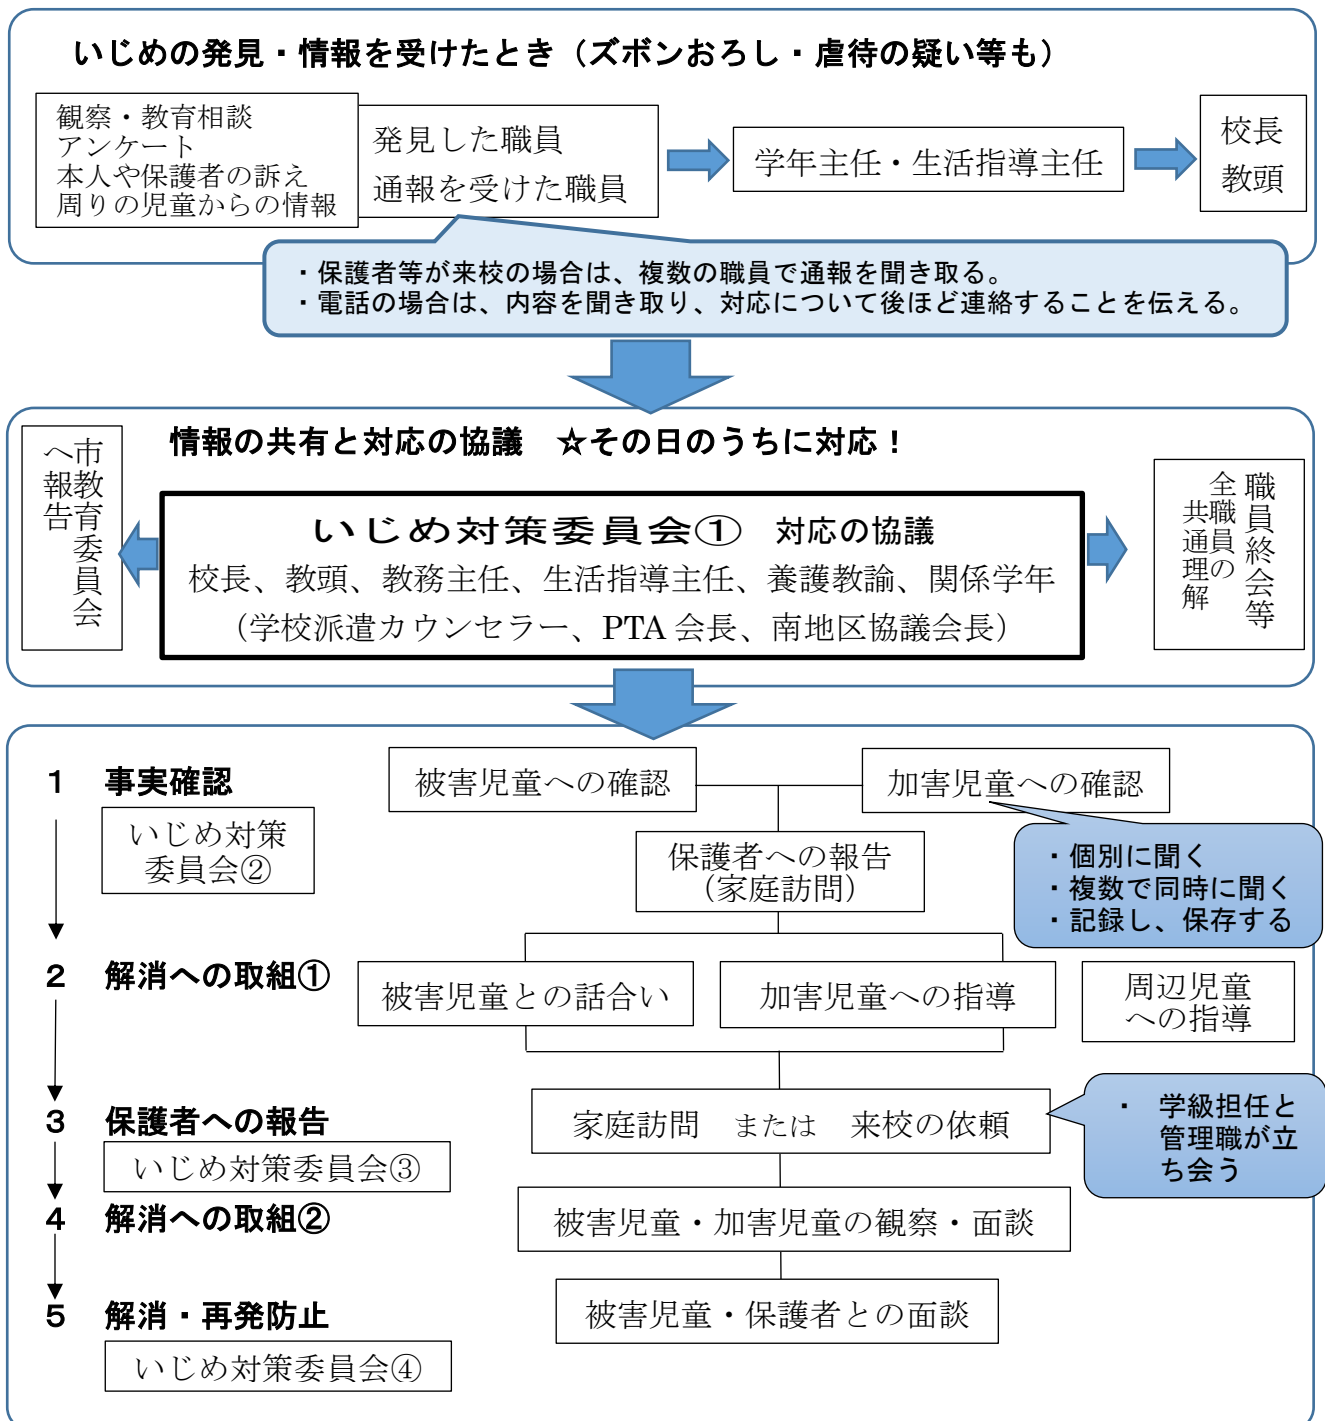 いじめの発見・情報を受けたとき（ズボンおろし・虐待の疑い等も）
観察・教育相談
アンケート
本人や保護者の訴え
周りの児童からの情報
発見した職員
通報を受けた職員
学年主任・生活指導主任
校長
教頭
・保護者等が来校の場合は、複数の職員で通報を聞き取る。
・電話の場合は、内容を聞き取り、対応について後ほど連絡することを伝える。
情報の共有と対応の協議　☆その日のうちに対応！
市教育委員会
へ報告
いじめ対策委員会①　対応の協議
校長、教頭、教務主任、生活指導主任、養護教諭、関係学年
（学校派遣カウンセラー、PTA 会長、南地区協議会長）
職員終会等
全職員の
共通理解
１　事実確認
いじめ対策
委員会②
被害児童への確認
加害児童への確認
保護者への報告
（家庭訪問）
・個別に聞く
・複数で同時に聞く
・記録し、保存する
２　解消への取組①
被害児童との話合い
加害児童への指導
周辺児童
への指導
３　保護者への報告
いじめ対策委員会③
家庭訪問　または　来校の依頼
・　学級担任と
管理職が立
ち会う
４　解消への取組②
被害児童・加害児童の観察・面談
５　解消・再発防止
いじめ対策委員会④
被害児童・保護者との面談